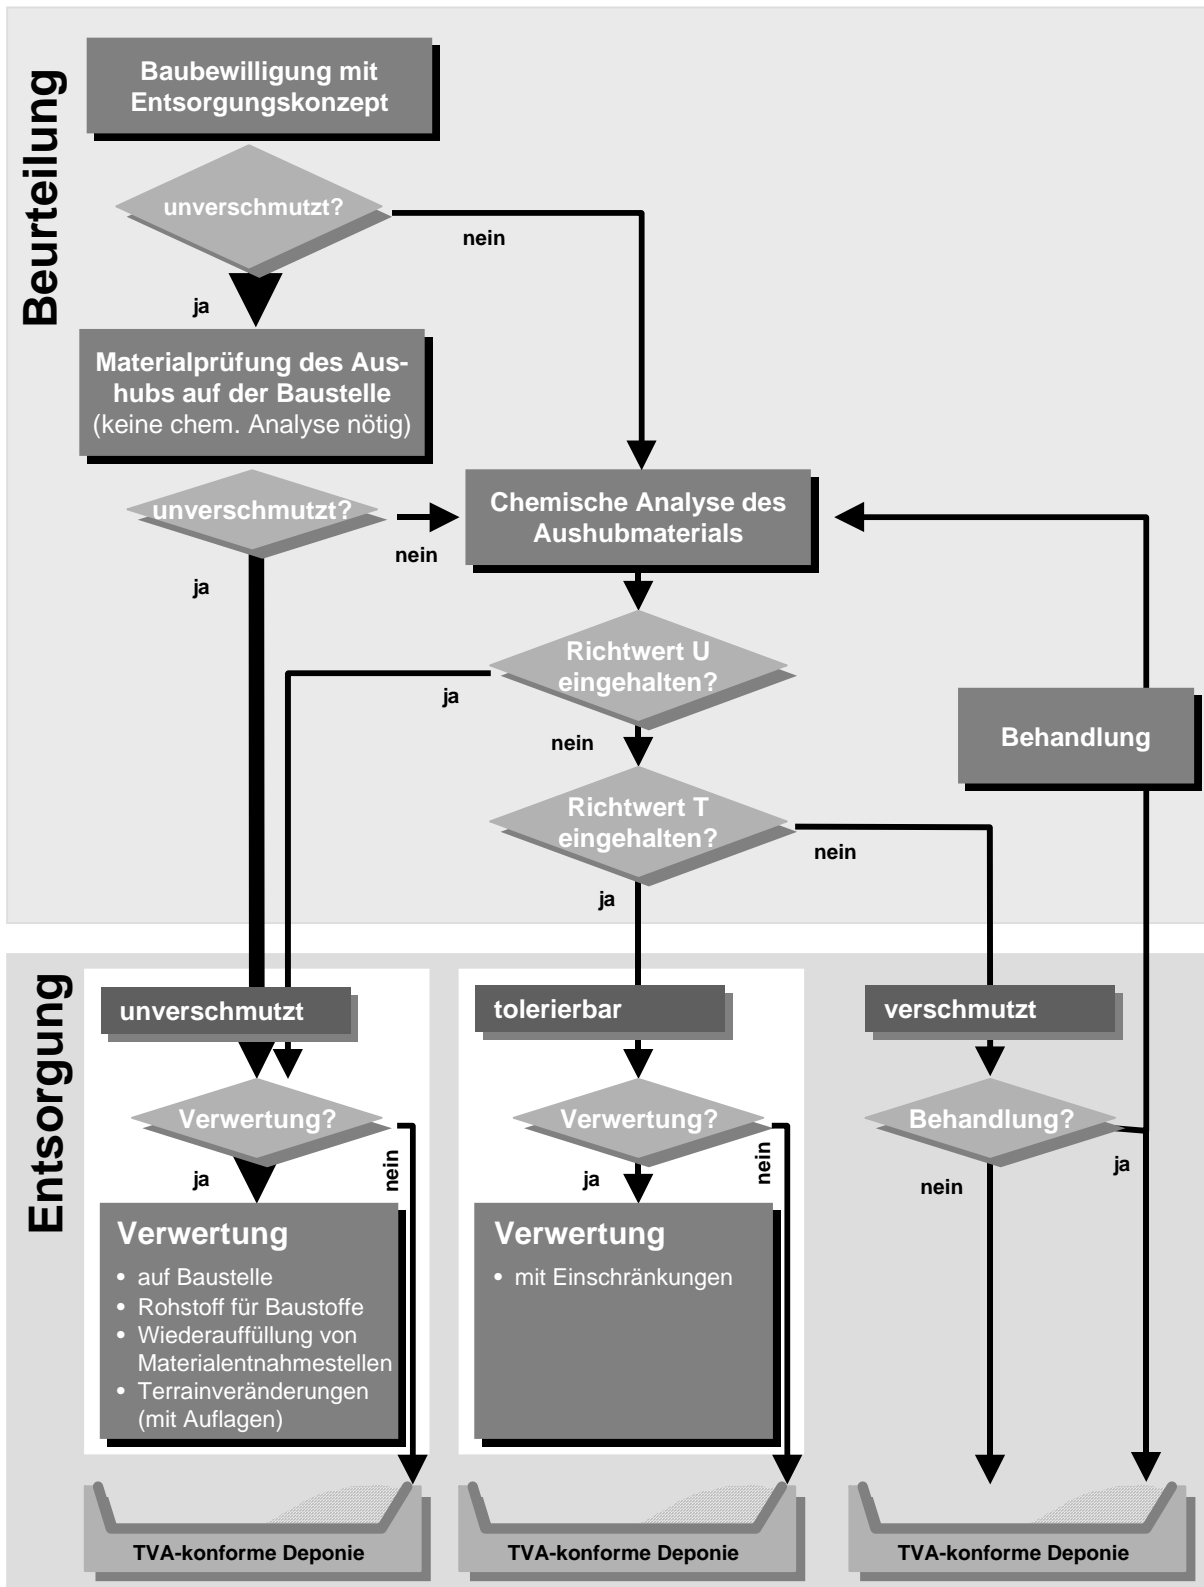 Beurteilung
Baubewilligung mit
Entsorgungskonzept
unverschmutzt?
nein
ja
Materialprüfung des Aus-
hubs auf der Baustelle
(keine chem. Analyse nötig)
unverschmutzt?
nein
ja
Chemische Analyse des
Aushubmaterials
Richtwert U
eingehalten?
ja
nein
Behandlung
Richtwert T
eingehalten?
nein
ja
Entsorgung
unverschmutzt
Verwertung?
ja
nein
Verwertung
• auf Baustelle
• Rohstoff für Baustoffe
• Wiederauffüllung von
Materialentnahmestellen
• Terrainveränderungen
(mit Auflagen)
TVA-konforme Deponie
tolerierbar
Verwertung?
ja
nein
Verwertung
• mit Einschränkungen
TVA-konforme Deponie
verschmutzt
Behandlung?
ja
nein
TVA-konforme Deponie